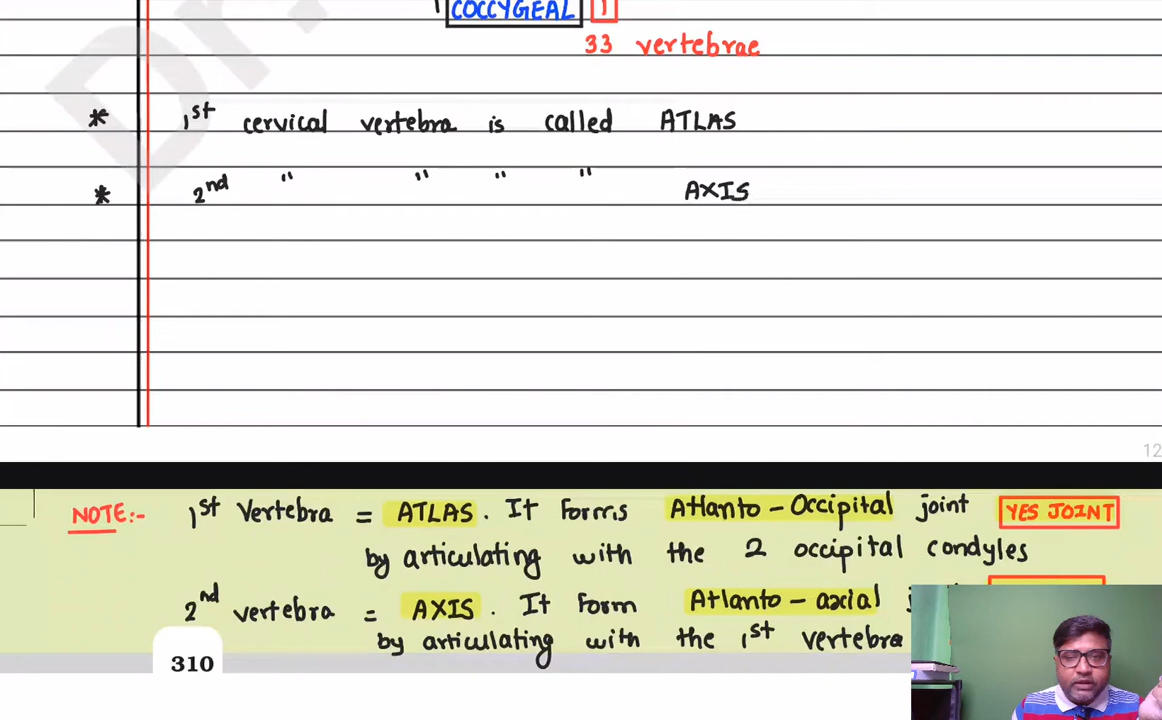 COCCYGEAL 1
33 vertebrae
* 1st cervical vertebra is called ATLAS
* 2nd " " " " AXIS
12
NOTE:- 1st Vertebra = ATLAS. It Forms Atlanto-Occipital joint YES JOINT
by articulating with the 2 occipital condyles
2nd vertebra = AXIS. It Form Atlanto-axial
by articulating with the 1st vertebra
310